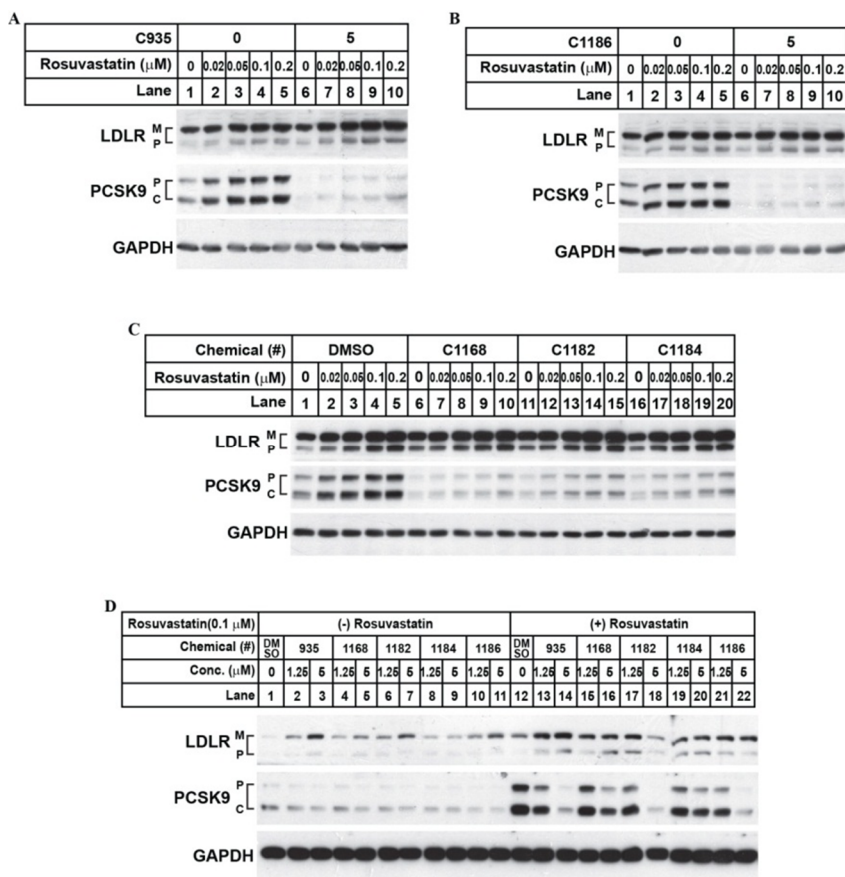 A
C935 0 5
Rosuvastatin (μM) 0 0.02 0.05 0.1 0.2 0 0.02 0.05 0.1 0.2
Lane 1 2 3 4 5 6 7 8 9 10
LDLR M P
PCSK9 P C
GAPDH
B
C1186 0 5
Rosuvastatin (μM) 0 0.02 0.05 0.1 0.2 0 0.02 0.05 0.1 0.2
Lane 1 2 3 4 5 6 7 8 9 10
LDLR M P
PCSK9 P C
GAPDH
C
Chemical (#) DMSO C1168 C1182 C1184
Rosuvastatin (μM) 0 0.02 0.05 0.1 0.2 0 0.02 0.05 0.1 0.2 0 0.02 0.05 0.1 0.2 0 0.02 0.05 0.1 0.2
Lane 1 2 3 4 5 6 7 8 9 10 11 12 13 14 15 16 17 18 19 20
LDLR M P
PCSK9 P C
GAPDH
D
Rosuvastatin(0.1 μM) (-) Rosuvastatin (+) Rosuvastatin
Chemical (#) DM SO 935 1168 1182 1184 1186 DM SO 935 1168 1182 1184 1186
Conc. (μM) 0 1.25 5 1.25 5 1.25 5 1.25 5 1.25 5 0 1.25 5 1.25 5 1.25 5 1.25 5 1.25 5
Lane 1 2 3 4 5 6 7 8 9 10 11 12 13 14 15 16 17 18 19 20 21 22
LDLR M P
PCSK9 P C
GAPDH